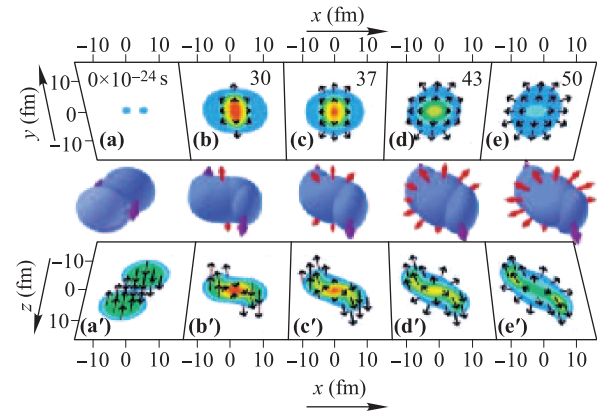 x (fm)
−10 0 10 −10 0 10 −10 0 10 −10 0 10 −10 0 10
10
0
−10
y (fm)
0×10−24 s 30 37 43 50
(a) (b) (c) (d) (e)
−10
0
10
z (fm)
(a′) (b′) (c′) (d′) (e′)
−10 0 10 −10 0 10 −10 0 10 −10 0 10 −10 0 10
x (fm)